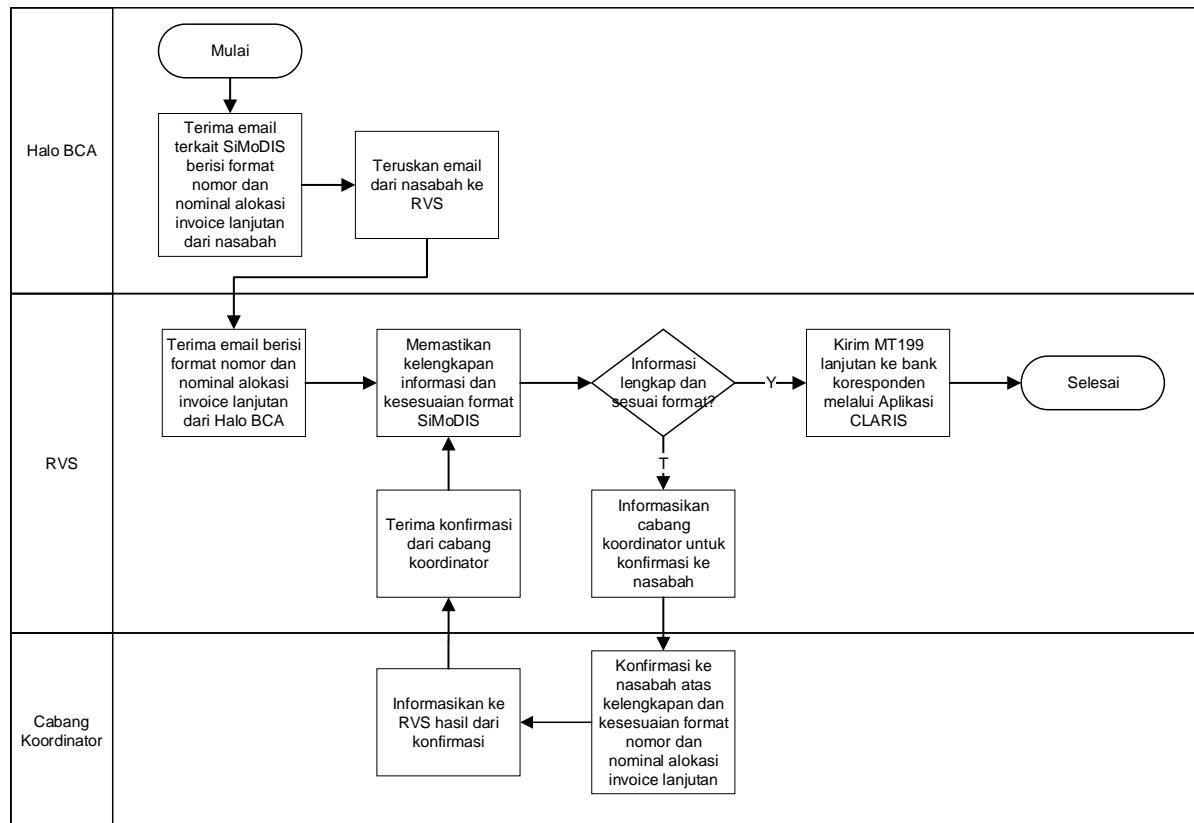 Halo BCA
Mulai
Terima email
terkait SiMoDIS
berisi format
nomor dan
nominal alokasi
invoice lanjutan
dari nasabah
Teruskan email
dari nasabah ke
RVS
RVS
Terima email berisi
format nomor dan
nominal alokasi
invoice lanjutan
dari Halo BCA
Memastikan
kelengkapan
informasi dan
kesesuaian format
SiMoDIS
Informasi
lengkap dan
sesuai format?
Y
Kirim MT199
lanjutan ke bank
koresponden
melalui Aplikasi
CLARIS
Selesai
T
Terima konfirmasi
dari cabang
koordinator
Informasikan
cabang
koordinator untuk
konfirmasi ke
nasabah
Cabang
Koordinator
Informasikan ke
RVS hasil dari
konfirmasi
Konfirmasi ke
nasabah atas
kelengkapan dan
kesesuaian format
nomor dan
nominal alokasi
invoice lanjutan